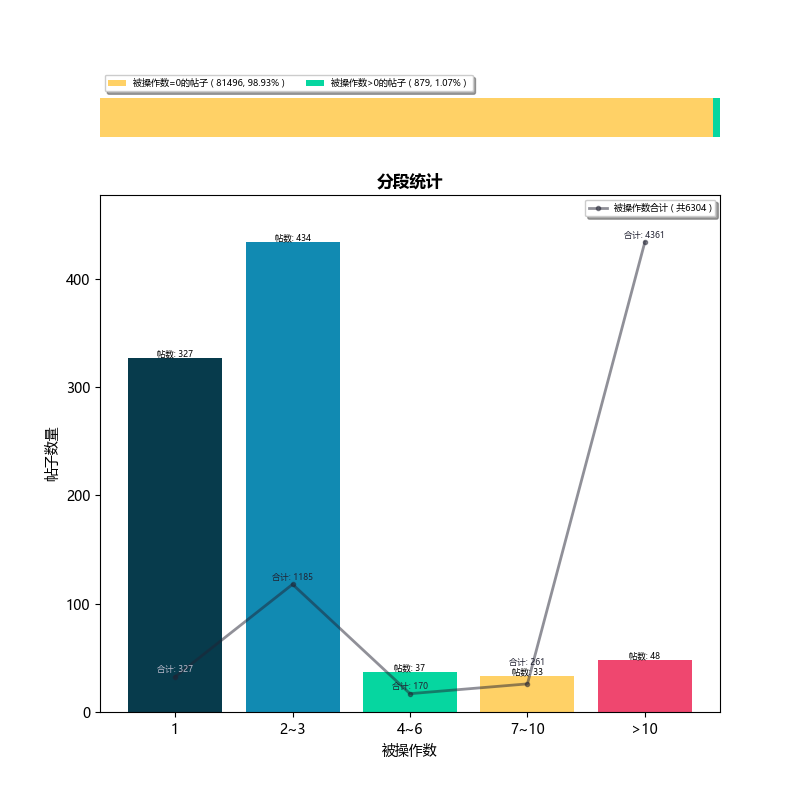 被操作数=0的帖子 ( 81496, 98.93% ) 被操作数>0的帖子 ( 879, 1.07% )
分段统计
被操作数合计 ( 共6304 )
合计: 4361
帖数: 434
400
帖数: 327
300
帖子数量
200
合计: 1185
100
合计: 327
帖数: 37
合计: 170
合计: 261
帖数: 33
帖数: 48
0
1 2~3 4~6 7~10 >10
被操作数